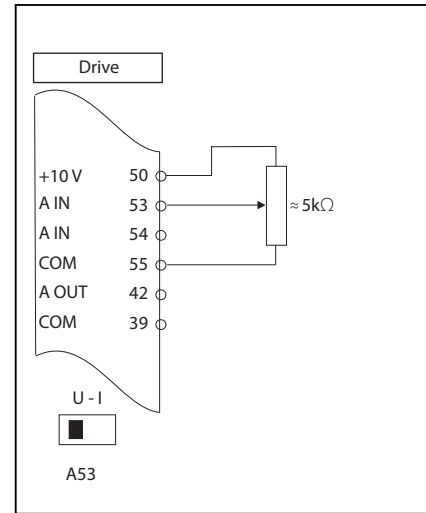 Drive
+10 V 50
A IN 53
≈ 5kΩ
A IN 54
COM 55
A OUT 42
COM 39
U - I
A53